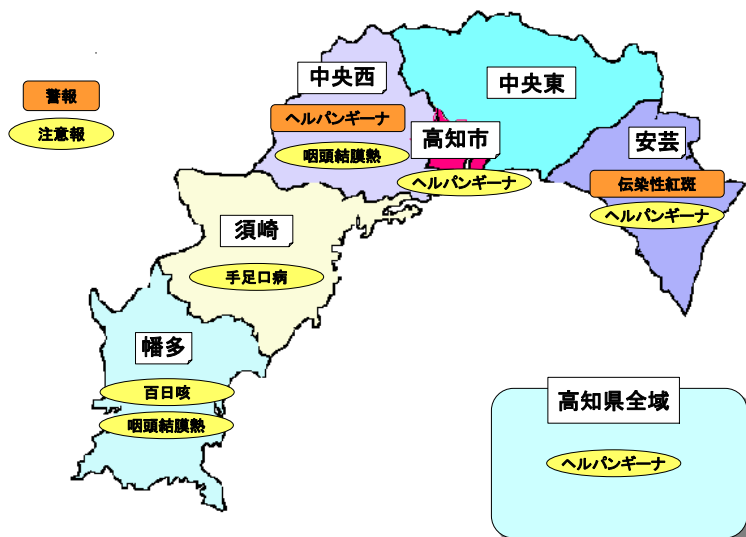 警報
注意報
中央西
ヘルパンギーナ
咽頭結膜熱
中央東
高知市
ヘルパンギーナ
安芸
伝染性紅斑
ヘルパンギーナ
須崎
手足口病
幡多
百日咳
咽頭結膜熱
高知県全域
ヘルパンギーナ